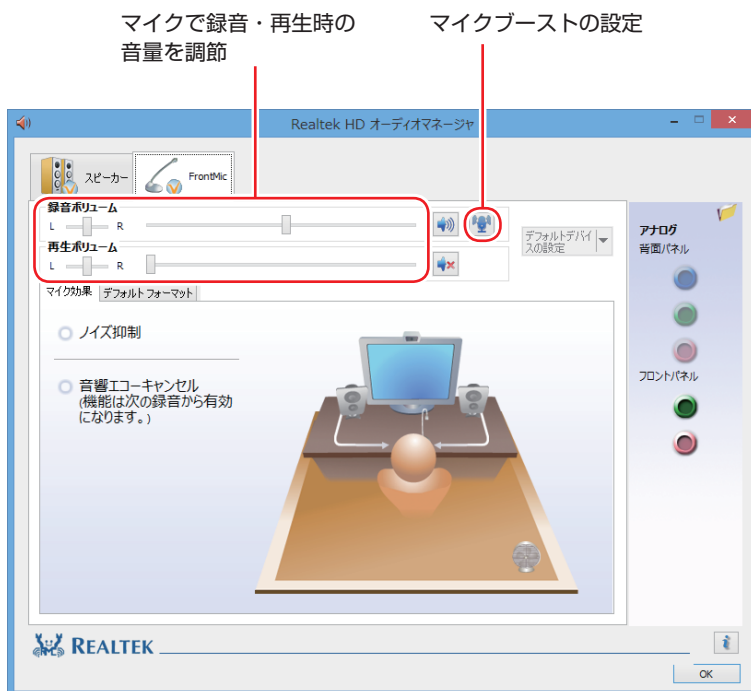 マイクで録音・再生時の
音量を調節
マイクブーストの設定
Realtek HD オーディオマネージャ
スピーカー
FrontMic
録音ボリューム
L R
再生ボリューム
L R
デフォルトデバイ
スの設定
マイク効果 デフォルト フォーマット
ノイズ抑制
音響エコーキャンセル
(機能は次の録音から有効
になります。)
アナログ
背面パネル
フロントパネル
REALTEK
i
OK